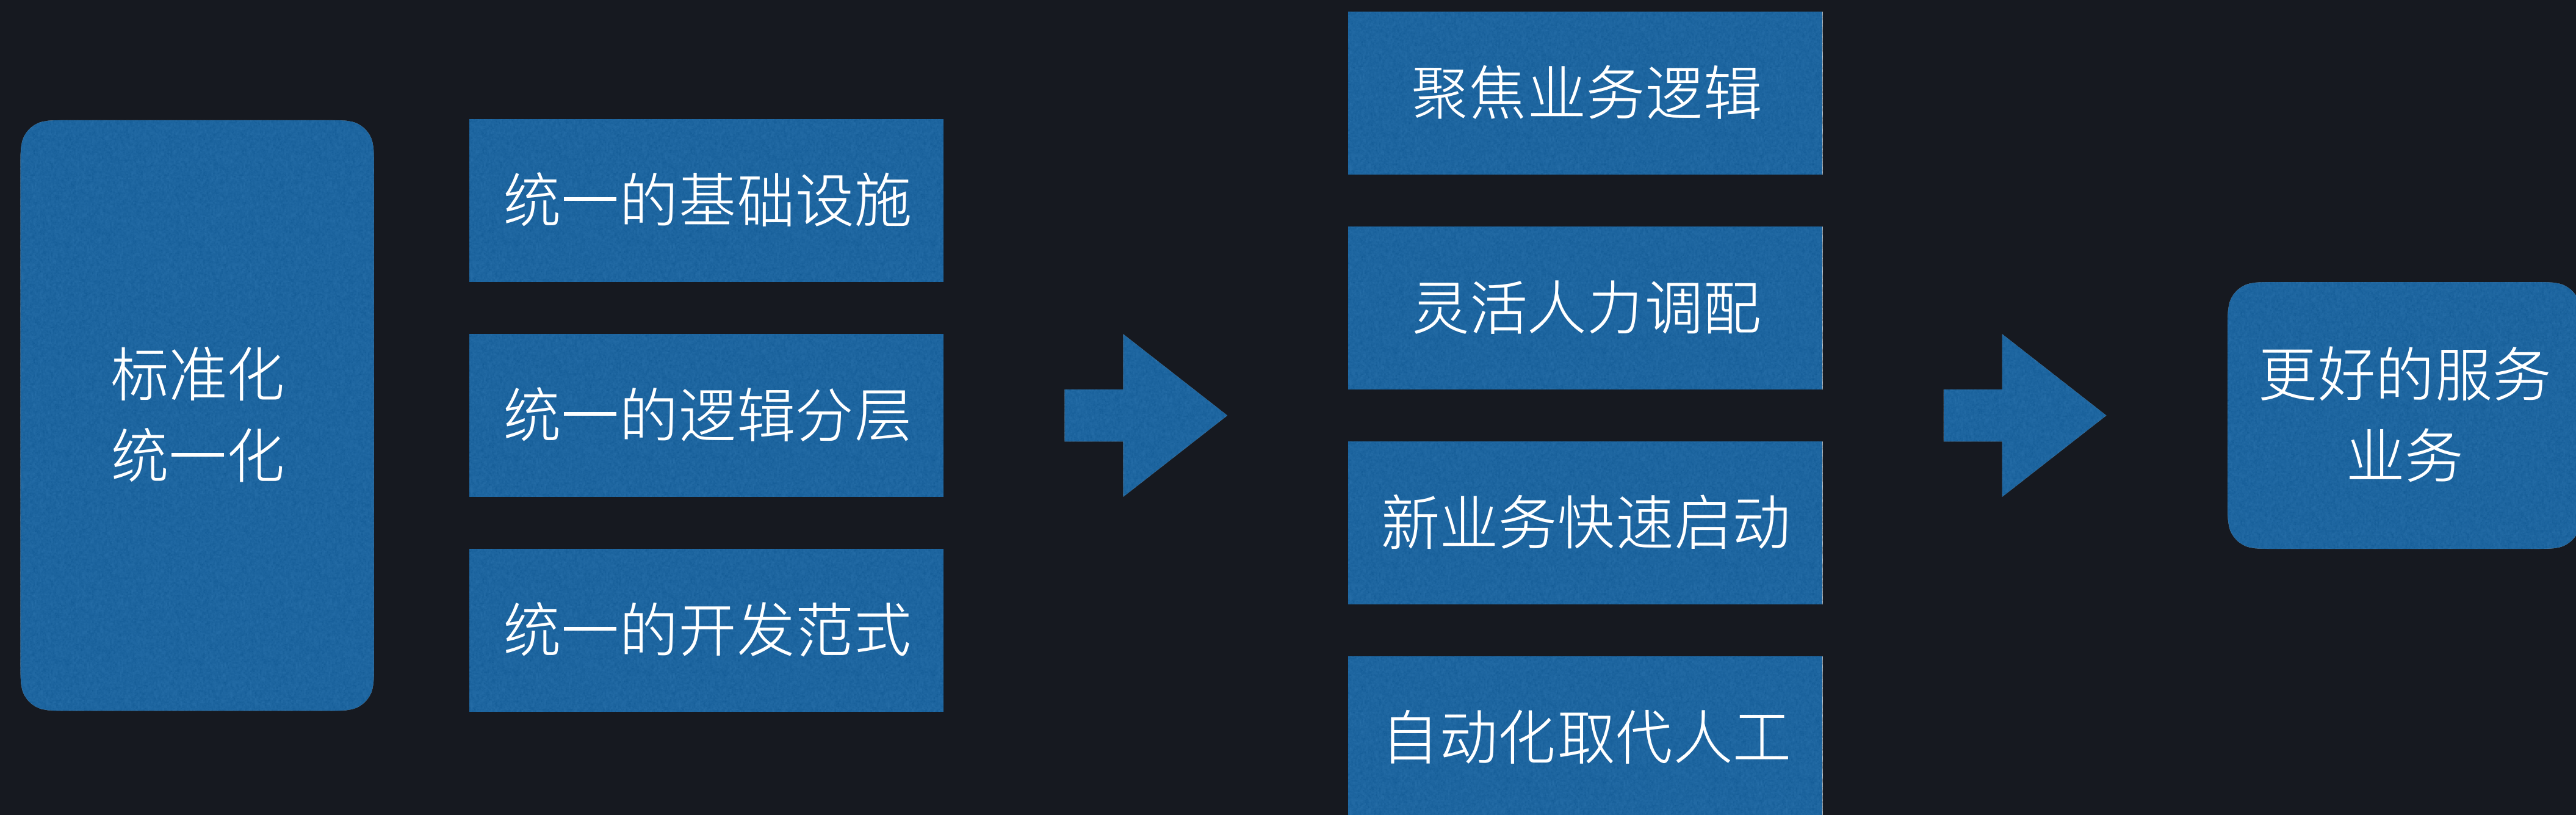 标准化
统一化
统一的基础设施
统一的逻辑分层
统一的开发范式
聚焦业务逻辑
灵活人力调配
新业务快速启动
自动化取代人工
更好的服务
业务